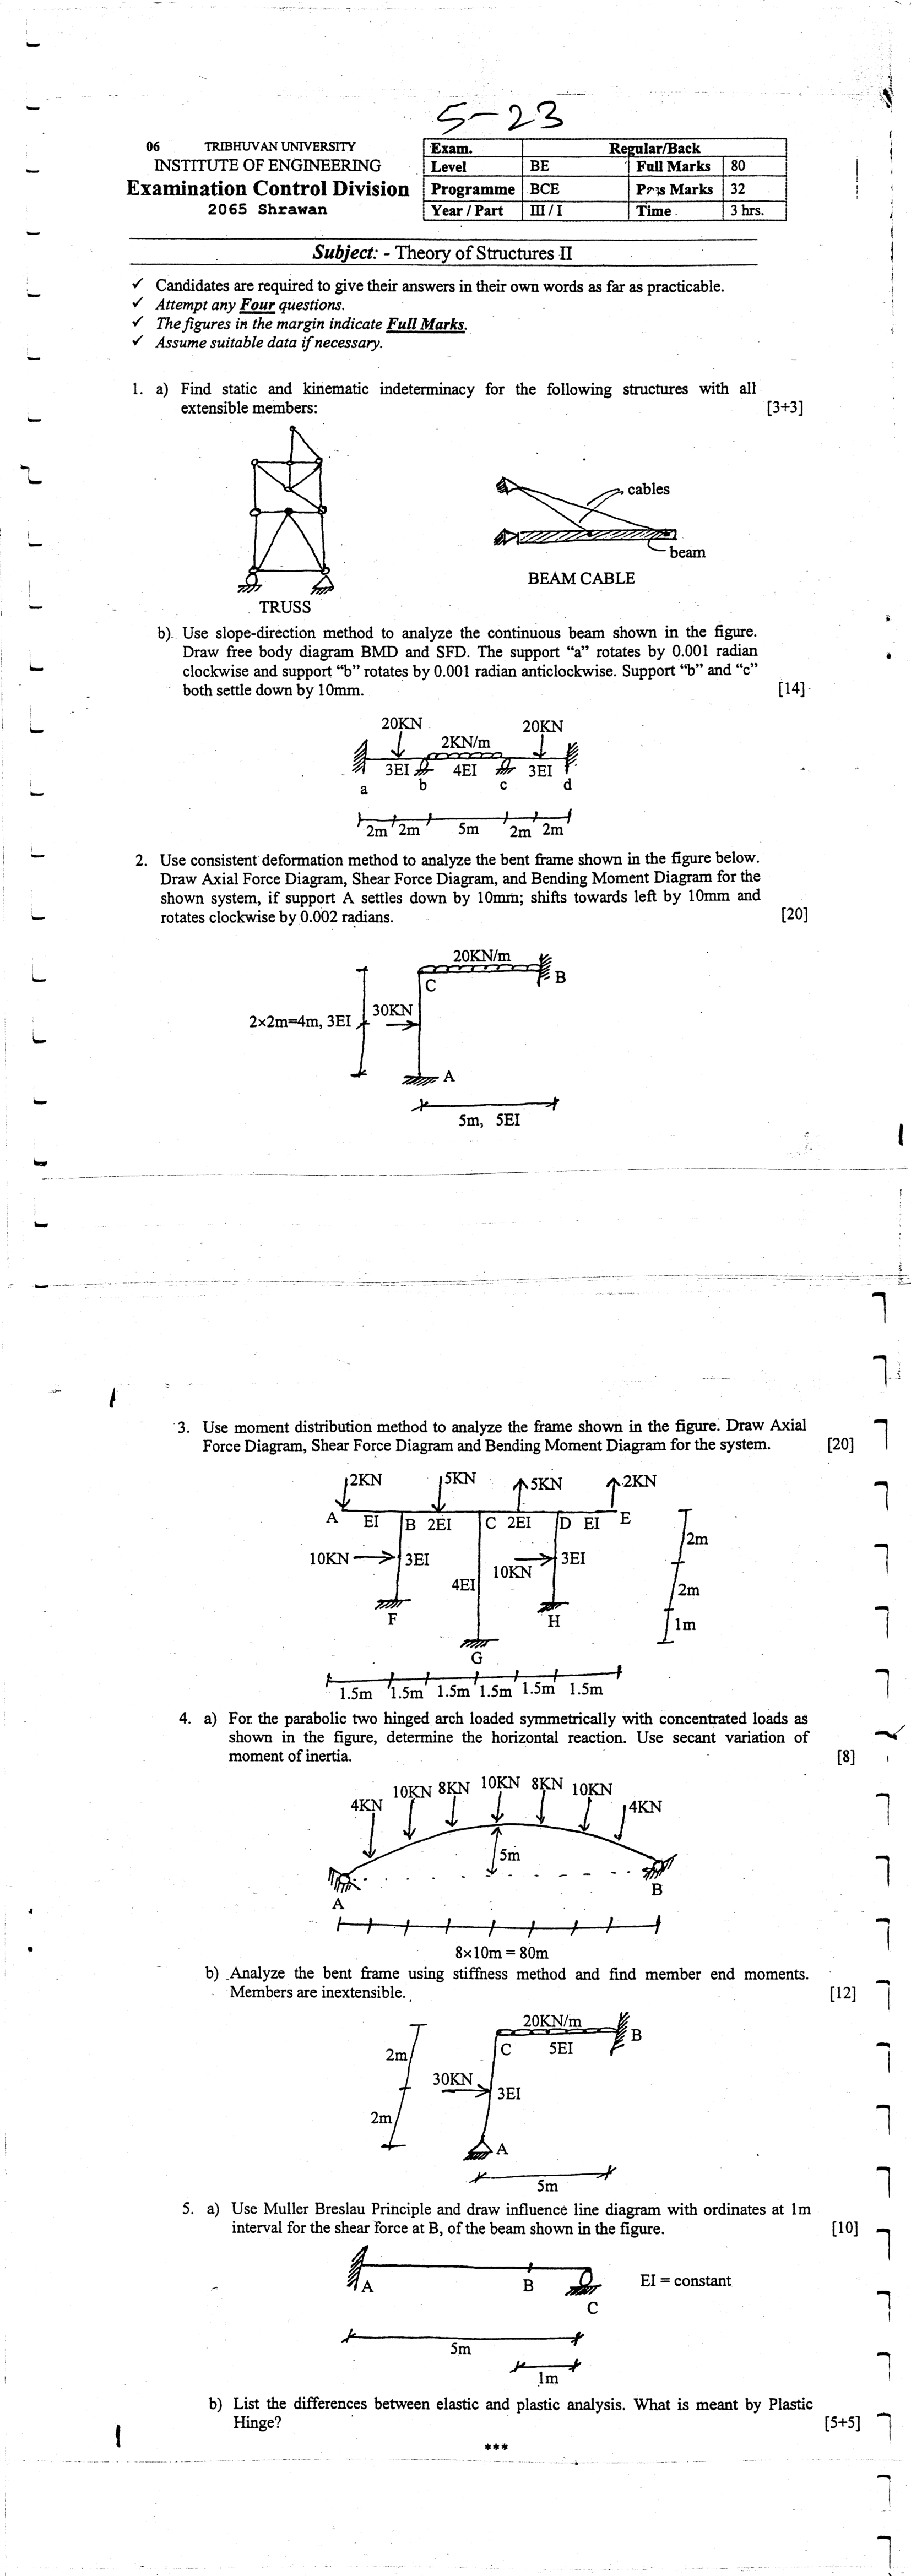 5-23
06 TRIBHUVAN UNIVERSITY
INSTITUTE OF ENGINEERING
Examination Control Division
2065 Shrawan
Exam. Regular/Back
Level BE Full Marks 80
Programme BCE Pass Marks 32
Year / Part III / I Time 3 hrs.
Subject: - Theory of Structures II
✓ Candidates are required to give their answers in their own words as far as practicable.
✓ Attempt any Four questions.
✓ The figures in the margin indicate Full Marks.
✓ Assume suitable data if necessary.
1. a) Find static and kinematic indeterminacy for the following structures with all
extensible members: [3+3]
cables
beam
BEAM CABLE
TRUSS
b) Use slope-direction method to analyze the continuous beam shown in the figure.
Draw free body diagram BMD and SFD. The support "a" rotates by 0.001 radian
clockwise and support "b" rotates by 0.001 radian anticlockwise. Support "b" and "c"
both settle down by 10mm. [14]
20KN 20KN
2KN/m
3EI 4EI 3EI
a b c d
2m 2m 5m 2m 2m
2. Use consistent deformation method to analyze the bent frame shown in the figure below.
Draw Axial Force Diagram, Shear Force Diagram, and Bending Moment Diagram for the
shown system, if support A settles down by 10mm; shifts towards left by 10mm and
rotates clockwise by 0.002 radians. [20]
20KN/m
C B
30KN
2×2m=4m, 3EI
A
5m, 5EI
3. Use moment distribution method to analyze the frame shown in the figure. Draw Axial
Force Diagram, Shear Force Diagram and Bending Moment Diagram for the system. [20]
2KN 5KN 5KN 2KN
A EI B 2EI C 2EI D EI E
2m
10KN 3EI 10KN 3EI
4EI
2m
F H
1m
G
1.5m 1.5m 1.5m 1.5m 1.5m 1.5m
4. a) For the parabolic two hinged arch loaded symmetrically with concentrated loads as
shown in the figure, determine the horizontal reaction. Use secant variation of
moment of inertia. [8]
4KN 10KN 8KN 10KN 8KN 10KN 4KN
5m
A B
8×10m = 80m
b) Analyze the bent frame using stiffness method and find member end moments.
Members are inextensible. [12]
20KN/m
C 5EI B
2m
30KN
3EI
2m
A
5m
5. a) Use Muller Breslau Principle and draw influence line diagram with ordinates at 1m
interval for the shear force at B, of the beam shown in the figure. [10]
A B EI = constant
C
5m
1m
b) List the differences between elastic and plastic analysis. What is meant by Plastic
Hinge? [5+5]
***